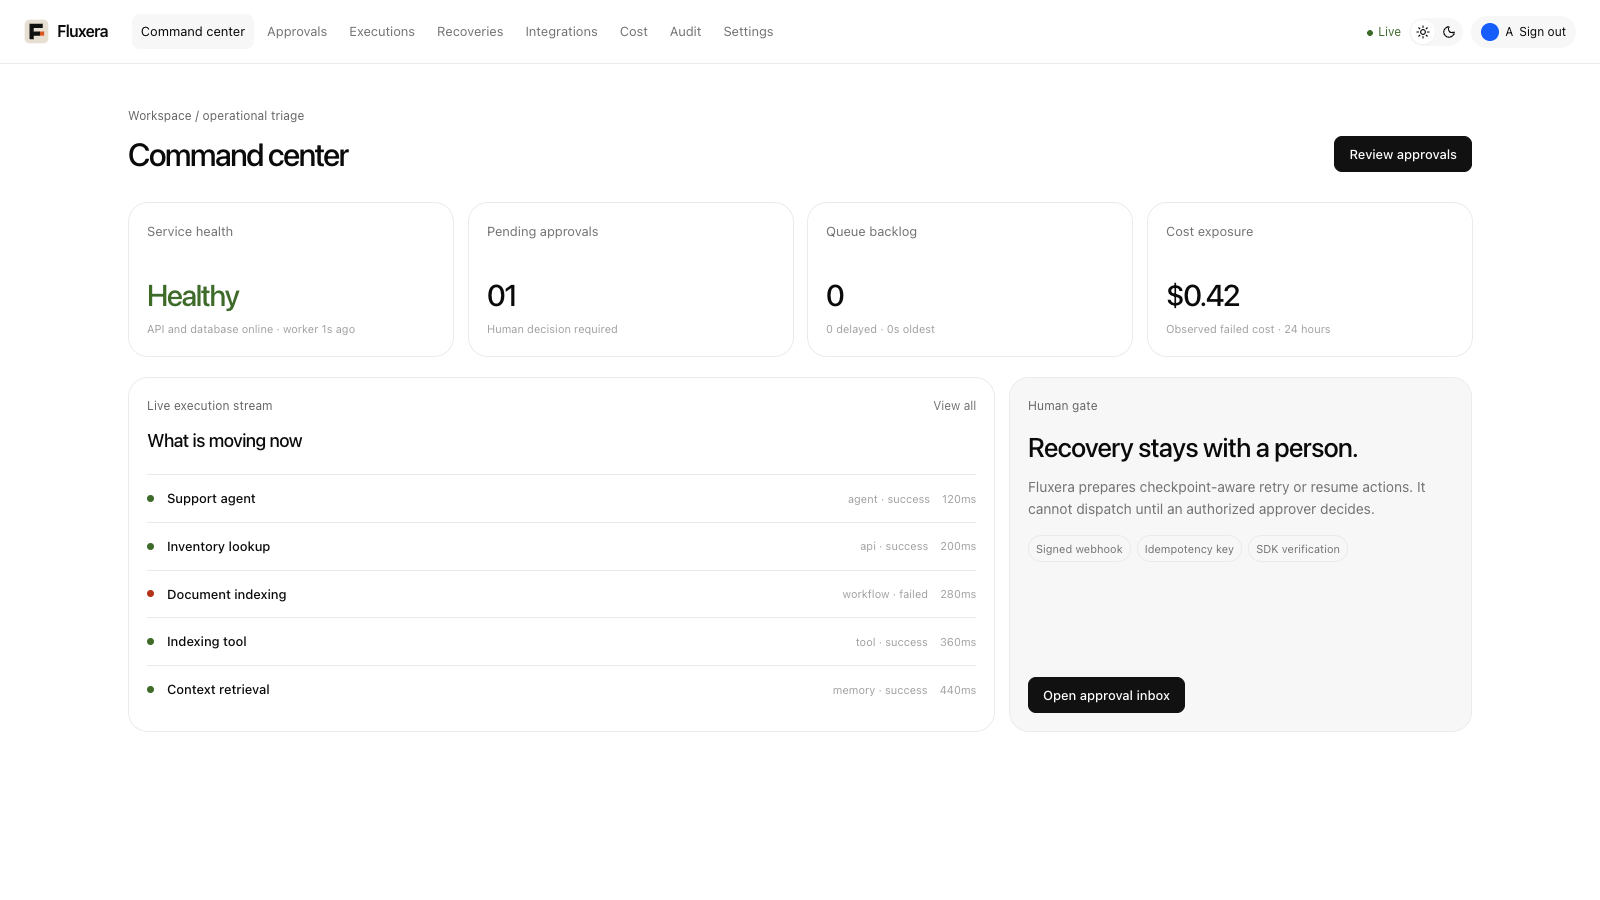 Fluxera
Command center
Approvals
Executions
Recoveries
Integrations
Cost
Audit
Settings
Live
A Sign out
Workspace / operational triage
Command center
Review approvals
Service health
Healthy
API and database online · worker 1s ago
Pending approvals
01
Human decision required
Queue backlog
0
0 delayed · 0s oldest
Cost exposure
$0.42
Observed failed cost · 24 hours
Live execution stream
View all
What is moving now
Support agent
agent · success 120ms
Inventory lookup
api · success 200ms
Document indexing
workflow · failed 280ms
Indexing tool
tool · success 360ms
Context retrieval
memory · success 440ms
Human gate
Recovery stays with a person.
Fluxera prepares checkpoint-aware retry or resume actions. It
cannot dispatch until an authorized approver decides.
Signed webhook
Idempotency key
SDK verification
Open approval inbox